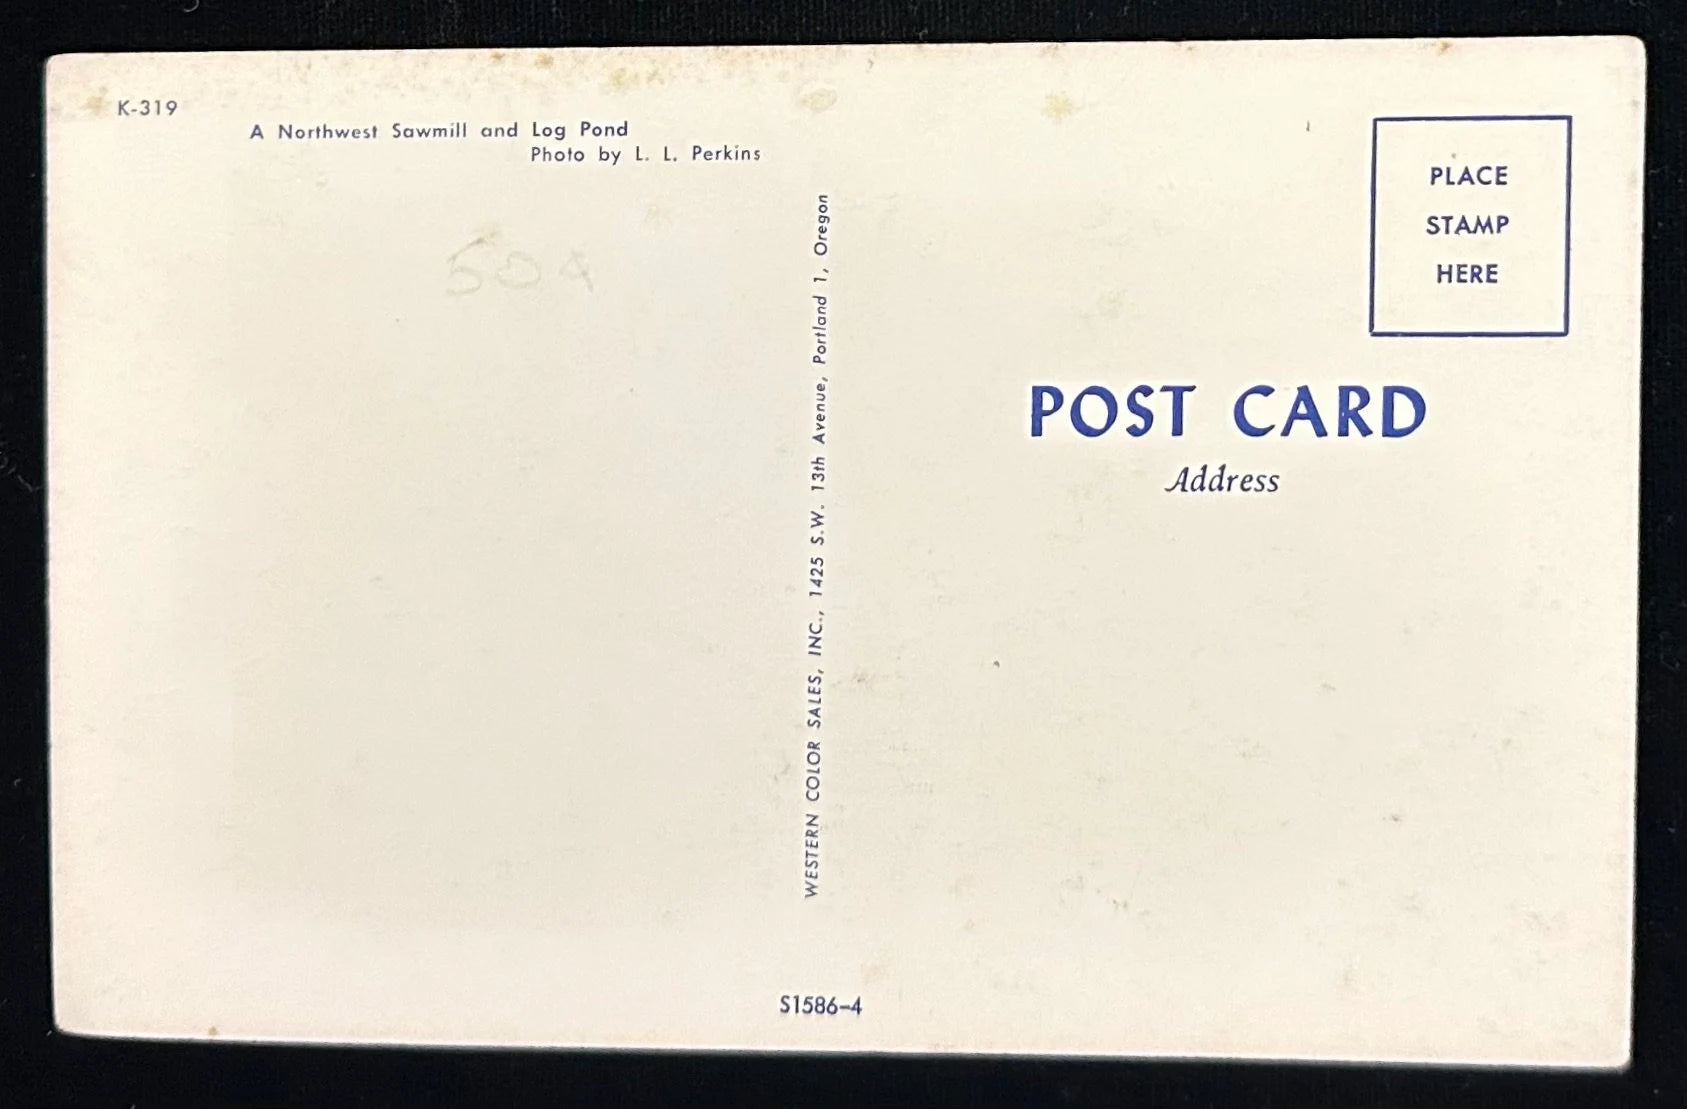 K-319
A Northwest Sawmill and Log Pond
Photo by L. L. Perkins
WESTERN COLOR SALES, INC., 1425 S.W. 13th Avenue, Portland 1, Oregon
PLACE
STAMP
HERE
POST CARD
Address
S1586-4